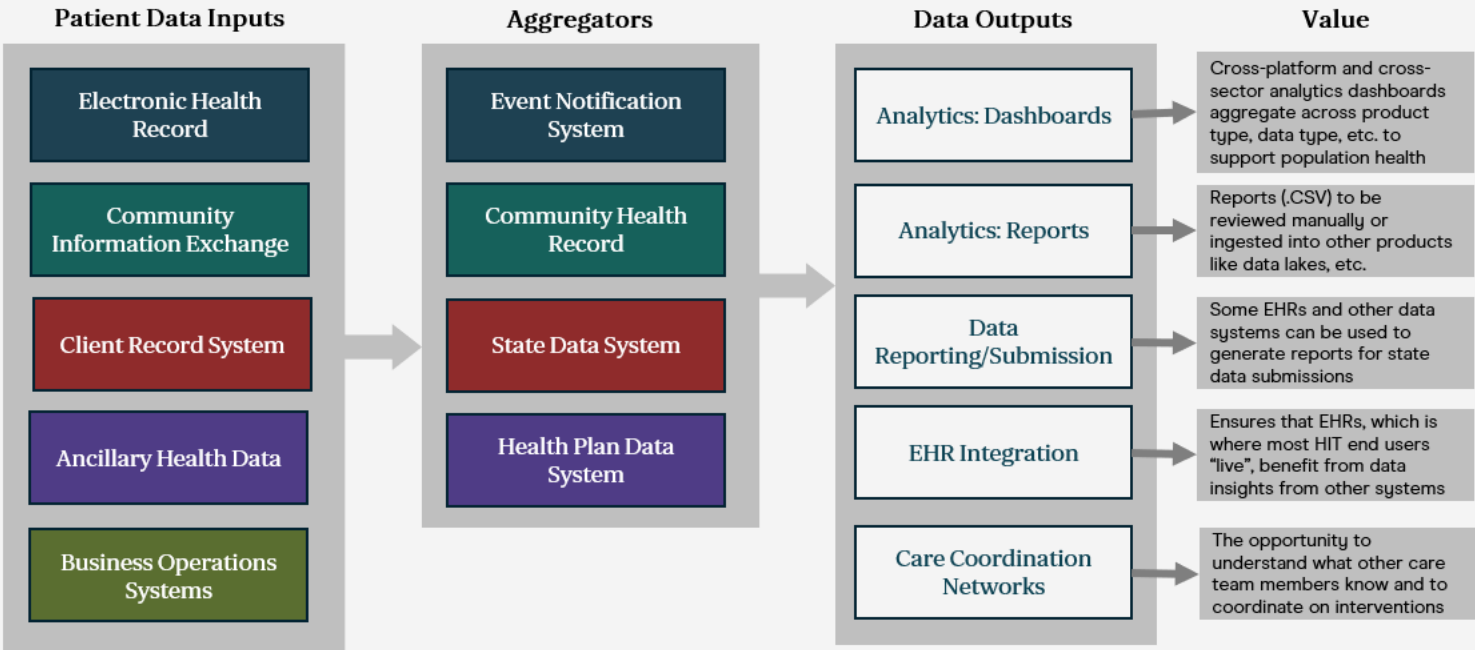 Patient Data Inputs
Electronic Health
Record
Community
Information Exchange
Client Record System
Ancillary Health Data
Business Operations
Systems
Aggregators
Event Notification
System
Community Health
Record
State Data System
Health Plan Data
System
Data Outputs
Analytics: Dashboards
Analytics: Reports
Data
Reporting/Submission
EHR Integration
Care Coordination
Networks
Value
Cross-platform and cross-
sector analytics dashboards
aggregate across product
type, data type, etc. to
support population health
Reports (.CSV) to be
reviewed manually or
ingested into other products
like data lakes, etc.
Some EHRs and other data
systems can be used to
generate reports for state
data submissions
Ensures that EHRs, which is
where most HIT end users
“live”, benefit from data
insights from other systems
The opportunity to
understand what other care
team members know and to
coordinate on interventions